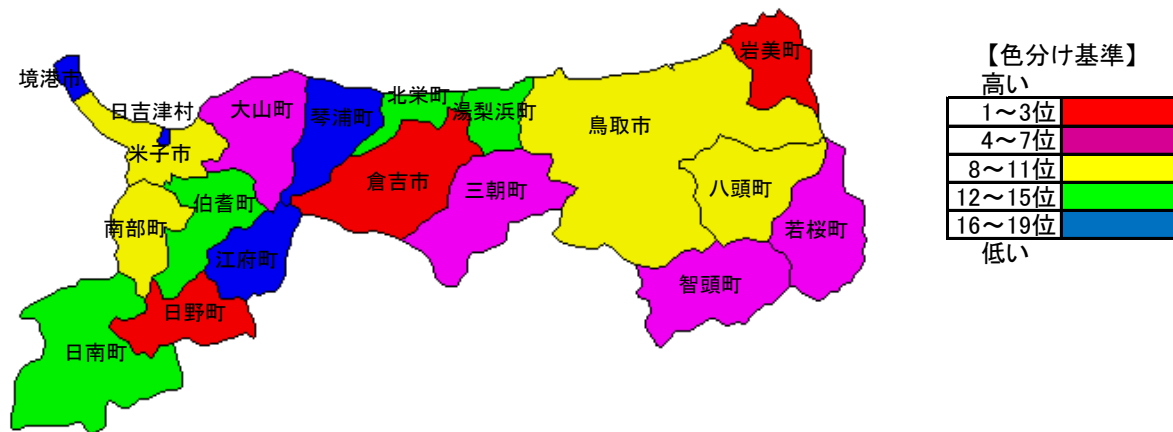 岩美町
境港市
日吉津村
大山町
琴浦町
北栄町
湯梨浜町
鳥取市
米子市
倉吉市
三朝町
八頭町
伯耆町
南部町
江府町
若桜町
智頭町
日野町
日南町
【色分け基準】
高い
1~3位
4~7位
8~11位
12~15位
16~19位
低い